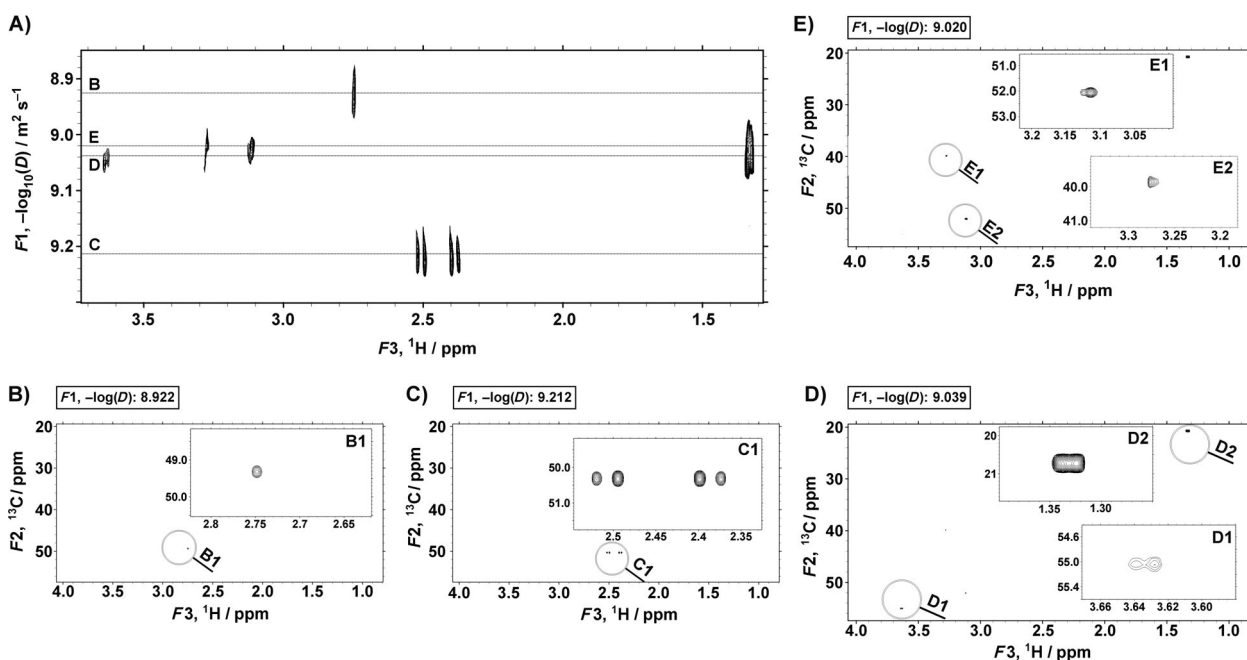 A)
F1, –log10(D) / m2 s–1
8.9
9.0
9.1
9.2
B
E
D
C
3.5 3.0 2.5 2.0 1.5
F3, 1H / ppm
E)
F1, –log(D): 9.020
F2, 13C / ppm
20
30
40
50
E1
51.0
52.0
53.0
3.2 3.15 3.1 3.05
E2
40.0
41.0
3.3 3.25 3.2
E1
E2
4.0 3.5 3.0 2.5 2.0 1.5 1.0
F3, 1H / ppm
B)
F1, –log(D): 8.922
F2, 13C / ppm
20
30
40
50
B1
49.0
50.0
2.8 2.75 2.7 2.65
B1
4.0 3.5 3.0 2.5 2.0 1.5 1.0
F3, 1H / ppm
C)
F1, –log(D): 9.212
F2, 13C / ppm
20
30
40
50
C1
50.0
51.0
2.5 2.45 2.4 2.35
C1
4.0 3.5 3.0 2.5 2.0 1.5 1.0
F3, 1H / ppm
D)
F1, –log(D): 9.039
F2, 13C / ppm
20
30
40
50
D2
20
21
1.35 1.30
D2
D1
54.6
55.0
55.4
3.66 3.64 3.62 3.60
D1
4.0 3.5 3.0 2.5 2.0 1.5 1.0
F3, 1H / ppm